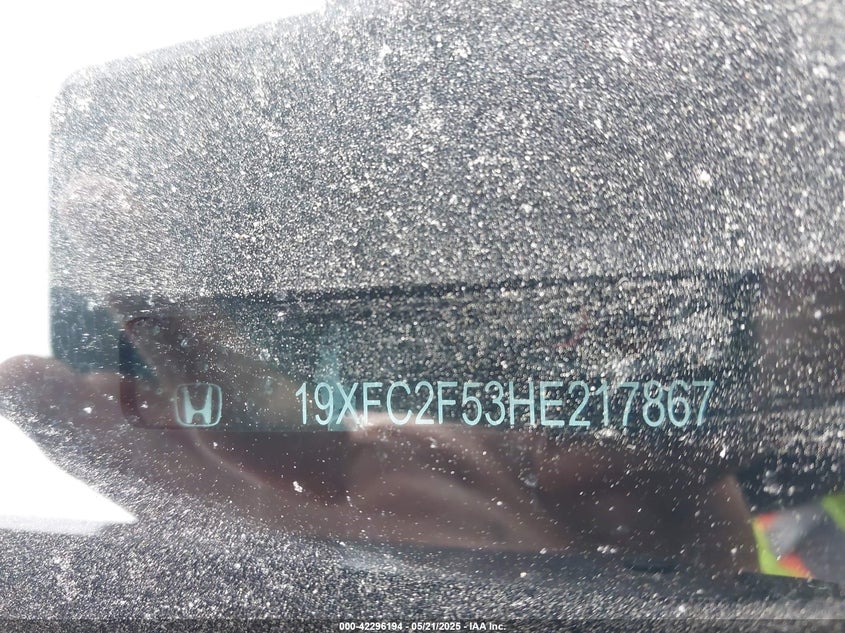 19XFC2F53HE217867
000-42296194 - 05/21/2025 - IAA Inc.